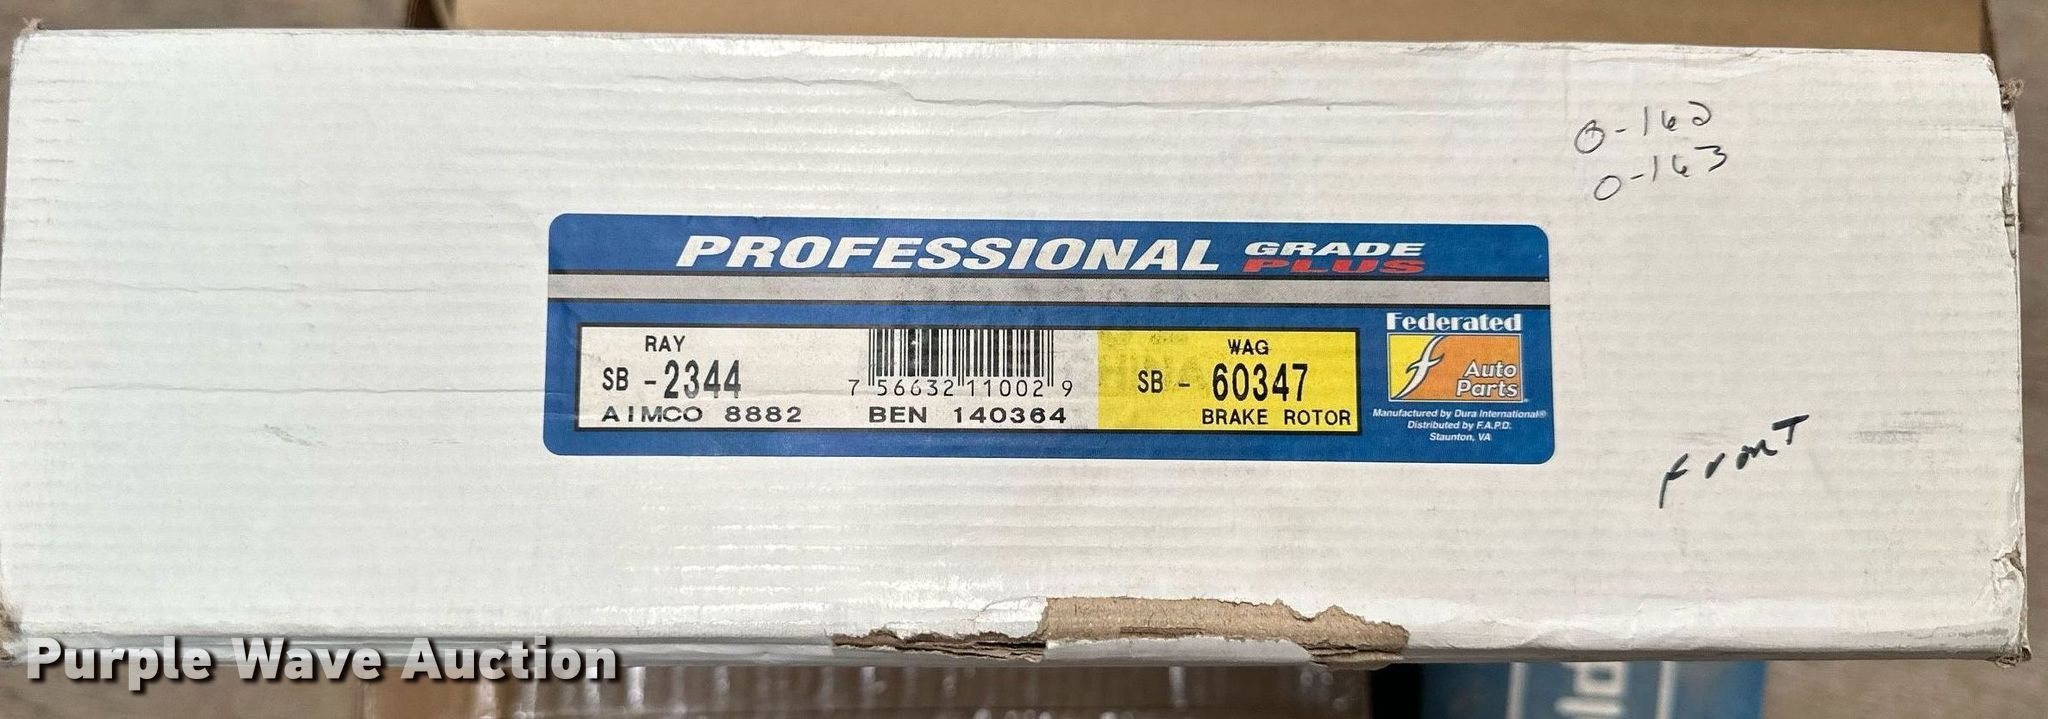 0-162
0-163
PROFESSIONAL GRADE PLUS
RAY
SB -2344
AIMCO 8882
7 56632 11002 9
BEN 140364
WAG
SB - 60347
BRAKE ROTOR
Federated
Auto
Parts
Manufactured by Dura International®
Distributed by F.A.P.D.
Staunton, VA
front
Purple Wave Auction